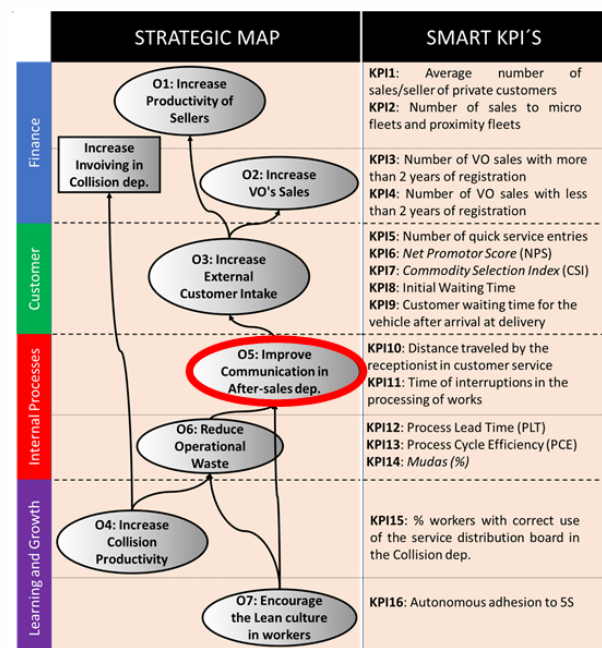 STRATEGIC MAP
SMART KPI´S
Finance
O1: Increase
Productivity of
Sellers
Increase
Invoiving in
Collision dep.
O2: Increase
VO's Sales
KPI1: Average number of
sales/seller of private customers
KPI2: Number of sales to micro
fleets and proximity fleets
KPI3: Number of VO sales with more
than 2 years of registration
KPI4: Number of VO sales with less
than 2 years of registration
Customer
O3: Increase
External
Customer Intake
KPI5: Number of quick service entries
KPI6: Net Promotor Score (NPS)
KPI7: Commodity Selection Index (CSI)
KPI8: Initial Waiting Time
KPI9: Customer waiting time for the
vehicle after arrival at delivery
Internal Processes
O5: Improve
Communication in
After-sales dep.
O6: Reduce
Operational
Waste
KPI10: Distance traveled by the
receptionist in customer service
KPI11: Time of interruptions in the
processing of works
KPI12: Process Lead Time (PLT)
KPI13: Process Cycle Efficiency (PCE)
KPI14: Mudas (%)
Learning and Growth
O4: Increase
Collision
Productivity
O7: Encourage
the Lean culture
in workers
KPI15: % workers with correct use
of the service distribution board in
the Collision dep.
KPI16: Autonomous adhesion to 5S